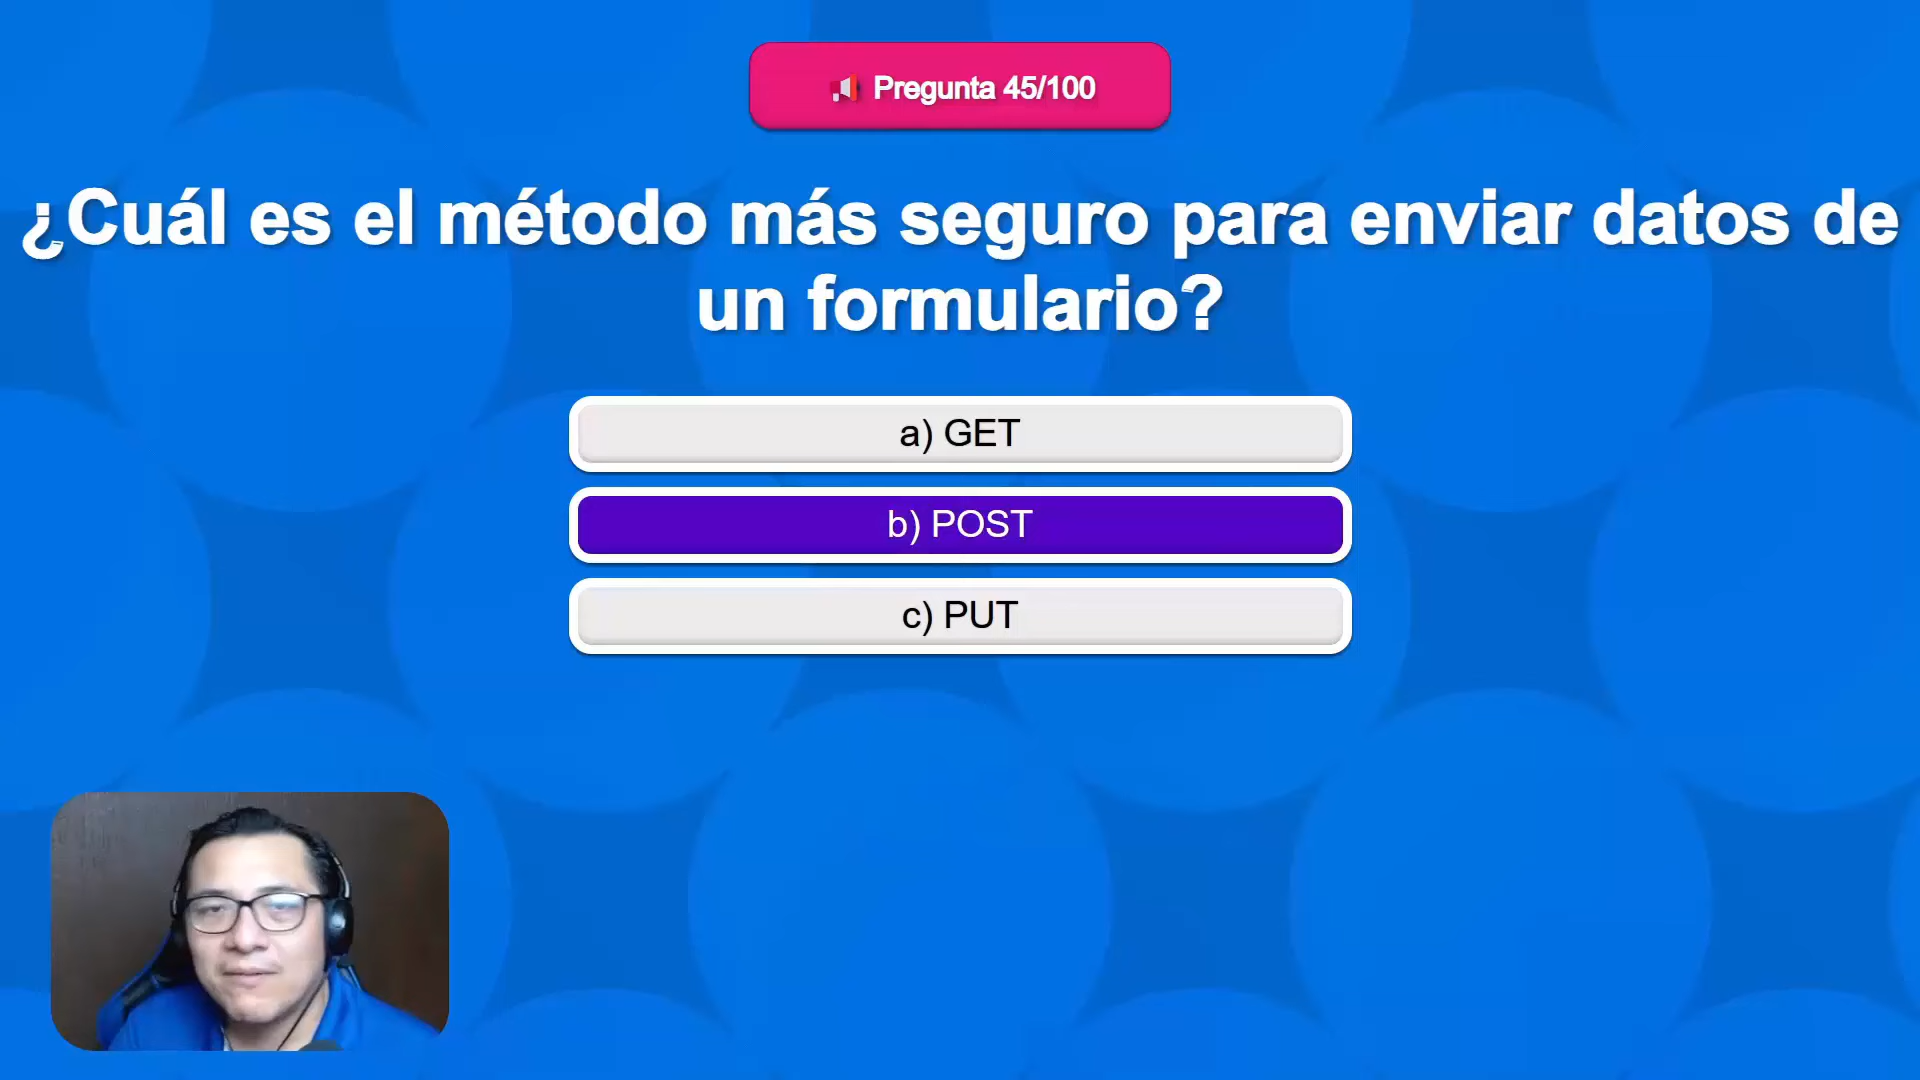 Pregunta 45/100
¿Cuál es el método más seguro para enviar datos de
un formulario?
a) GET
b) POST
c) PUT